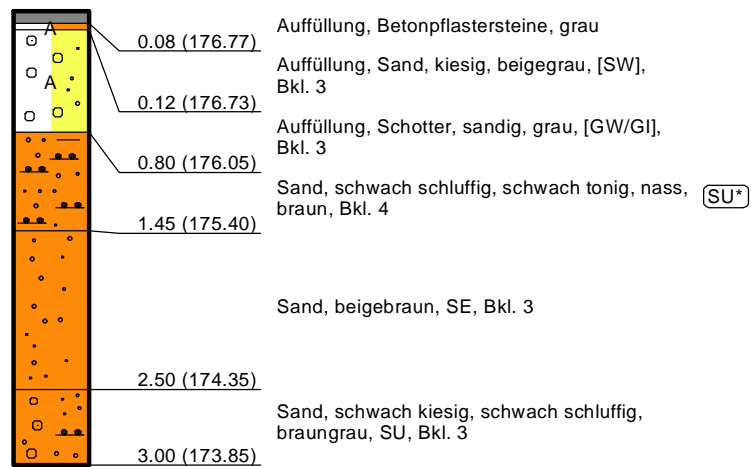 A
Auffüllung, Betonpflastersteine, grau
0.08 (176.77)
Auffüllung, Sand, kiesig, beigegrau, [SW],
Bkl. 3
A
0.12 (176.73)
Auffüllung, Schotter, sandig, grau, [GW/GI],
Bkl. 3
0.80 (176.05)
Sand, schwach schluffig, schwach tonig, nass,
braun, Bkl. 4
SU*
1.45 (175.40)
Sand, beigebraun, SE, Bkl. 3
2.50 (174.35)
Sand, schwach kiesig, schwach schluffig,
braungrau, SU, Bkl. 3
3.00 (173.85)